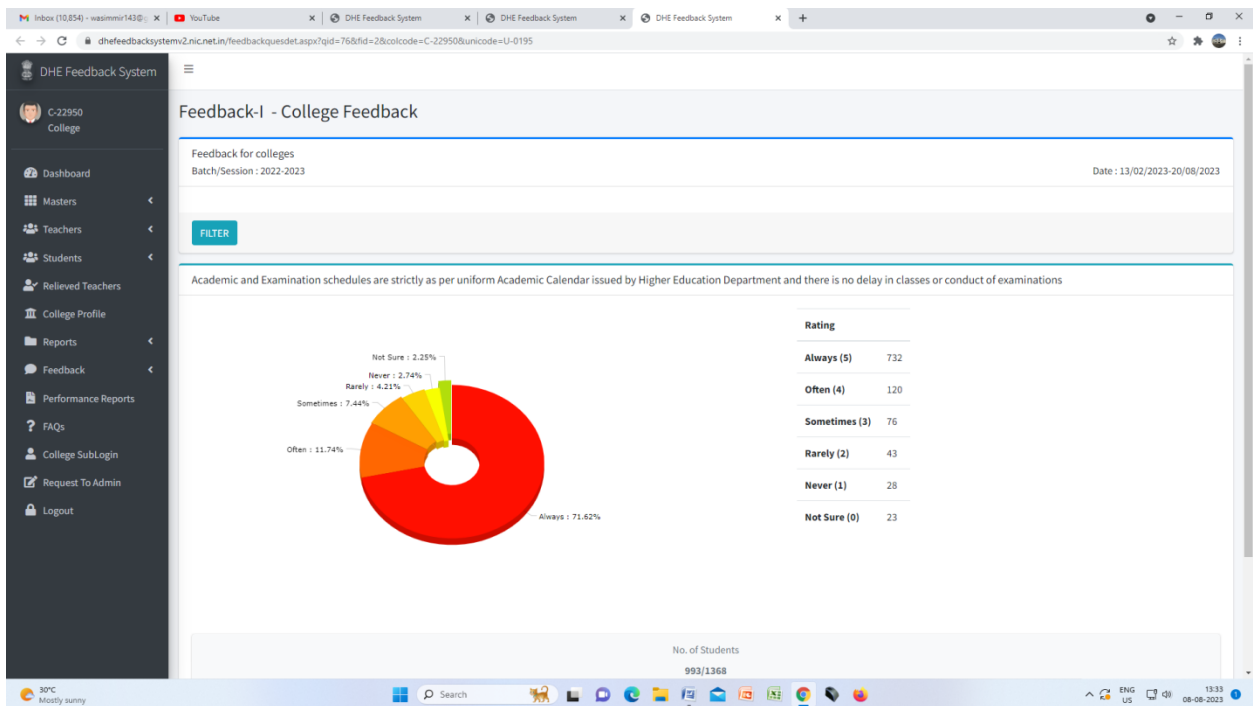 Inbox (10,854) - wasimmir143@g
YouTube
DHE Feedback System
DHE Feedback System
DHE Feedback System
dhefeedbacksystemv2.nic.net.in/feedbackquesdet.aspx?qid=76&fid=2&colcode=C-22950&unicode=U-0195
DHE Feedback System
C-22950
College
Dashboard
Masters
Teachers
Students
Relieved Teachers
College Profile
Reports
Feedback
Performance Reports
FAQs
College SubLogin
Request To Admin
Logout
Feedback-I - College Feedback
Feedback for colleges
Batch/Session : 2022-2023
Date : 13/02/2023-20/08/2023
FILTER
Academic and Examination schedules are strictly as per uniform Academic Calendar issued by Higher Education Department and there is no delay in classes or conduct of examinations
Not Sure : 2.25%
Never : 2.74%
Rarely : 4.21%
Sometimes : 7.44%
Often : 11.74%
Always : 71.62%
Rating
Always (5) 732
Often (4) 120
Sometimes (3) 76
Rarely (2) 43
Never (1) 28
Not Sure (0) 23
No. of Students
993/1368
30°C
Mostly sunny
Search
ENG
US
13:33
08-08-2023